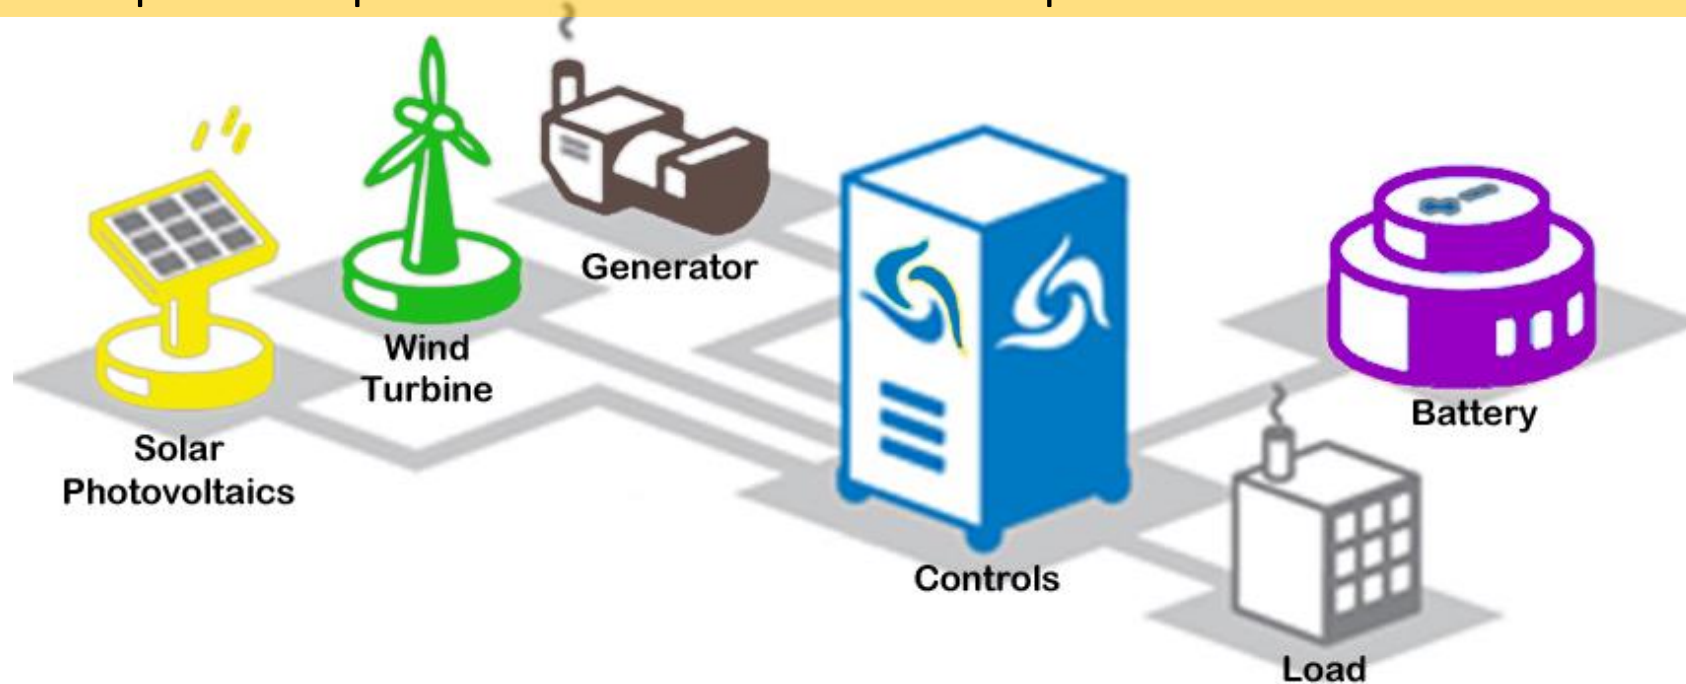 Generator
Wind
Turbine
Solar
Photovoltaics
Battery
Controls
Load